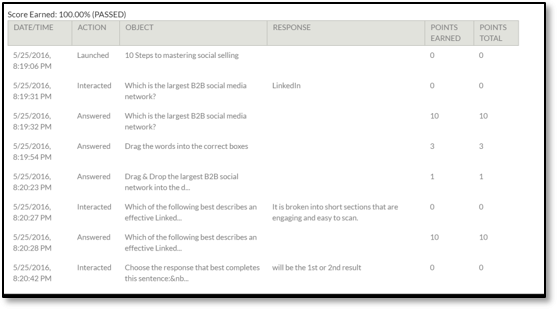 Score Earned: 100.00% (PASSED)
DATE/TIME ACTION OBJECT RESPONSE POINTS EARNED POINTS TOTAL
5/25/2016, 8:19:06 PM Launched 10 Steps to mastering social selling 0 0
5/25/2016, 8:19:31 PM Interacted Which is the largest B2B social media network? LinkedIn 0 0
5/25/2016, 8:19:32 PM Answered Which is the largest B2B social media network? 10 10
5/25/2016, 8:19:54 PM Answered Drag the words into the correct boxes 3 3
5/25/2016, 8:20:23 PM Answered Drag & Drop the largest B2B social network into the d... 1 1
5/25/2016, 8:20:27 PM Interacted Which of the following best describes an effective Linked... It is broken into short sections that are engaging and easy to scan. 0 0
5/25/2016, 8:20:28 PM Answered Which of the following best describes an effective Linked... 10 10
5/25/2016, 8:20:42 PM Interacted Choose the response that best completes this sentence:&nb... will be the 1st or 2nd result 0 0